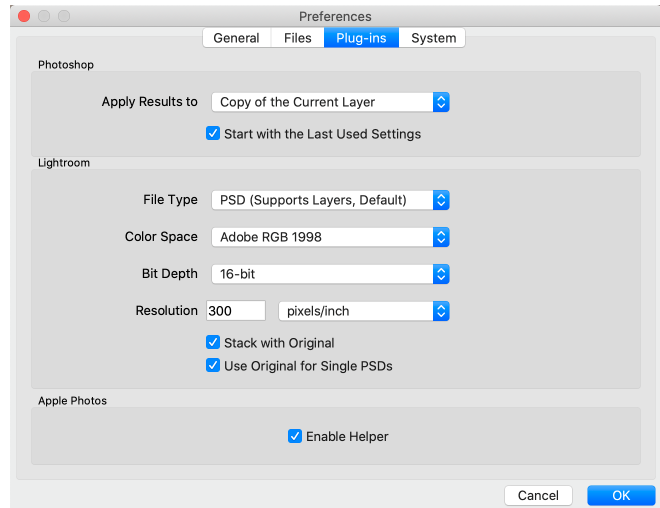 Preferences
General Files Plug-ins System
Photoshop
Apply Results to Copy of the Current Layer
Start with the Last Used Settings
Lightroom
File Type PSD (Supports Layers, Default)
Color Space Adobe RGB 1998
Bit Depth 16-bit
Resolution 300 pixels/inch
Stack with Original
Use Original for Single PSDs
Apple Photos
Enable Helper
Cancel OK